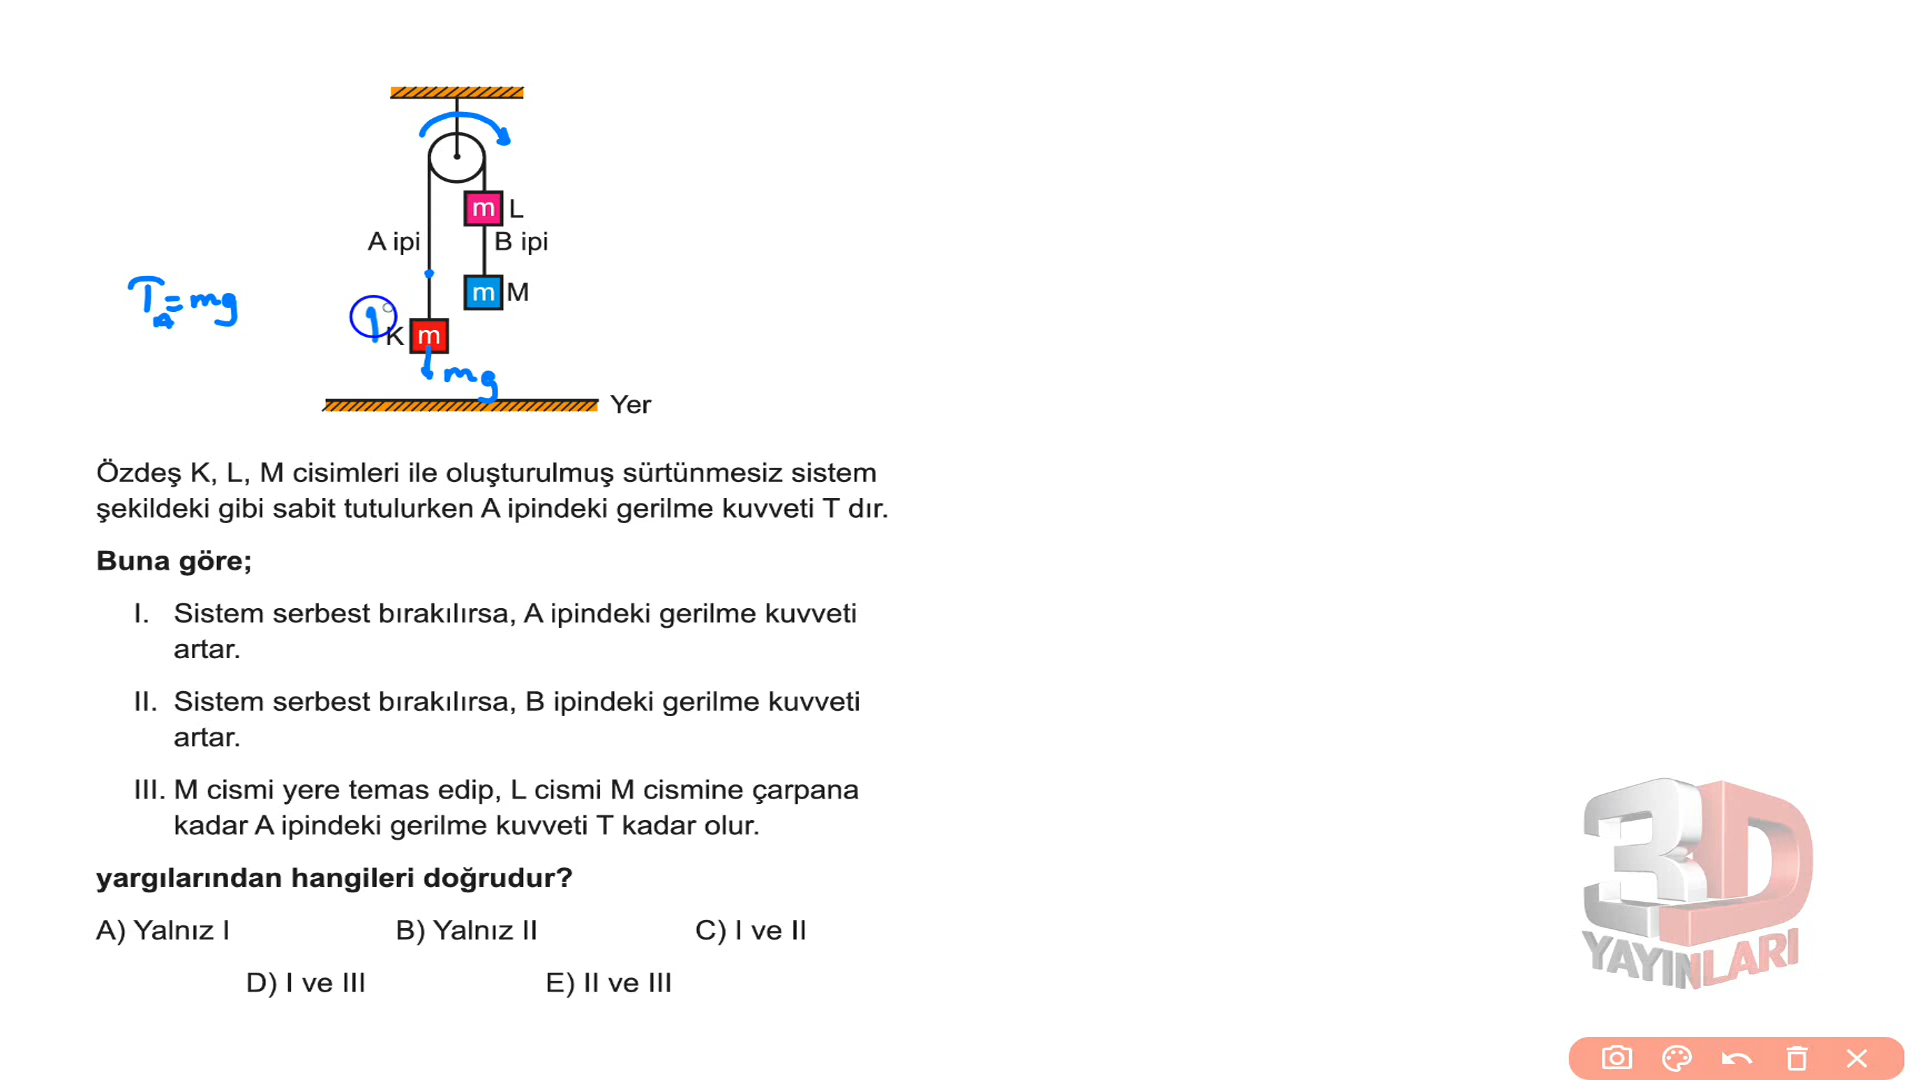 m L
A ipi B ipi
m M
T_A = mg
K m
mg
Yer
Özdeş K, L, M cisimleri ile oluşturulmuş sürtünmesiz sistem
şekildeki gibi sabit tutulurken A ipindeki gerilme kuvveti T dır.
Buna göre;
I. Sistem serbest bırakılırsa, A ipindeki gerilme kuvveti
artar.
II. Sistem serbest bırakılırsa, B ipindeki gerilme kuvveti
artar.
III. M cismi yere temas edip, L cismi M cismine çarpana
kadar A ipindeki gerilme kuvveti T kadar olur.
yargılarından hangileri doğrudur?
A) Yalnız I B) Yalnız II C) I ve II
D) I ve III E) II ve III
3D
YAYINLARI